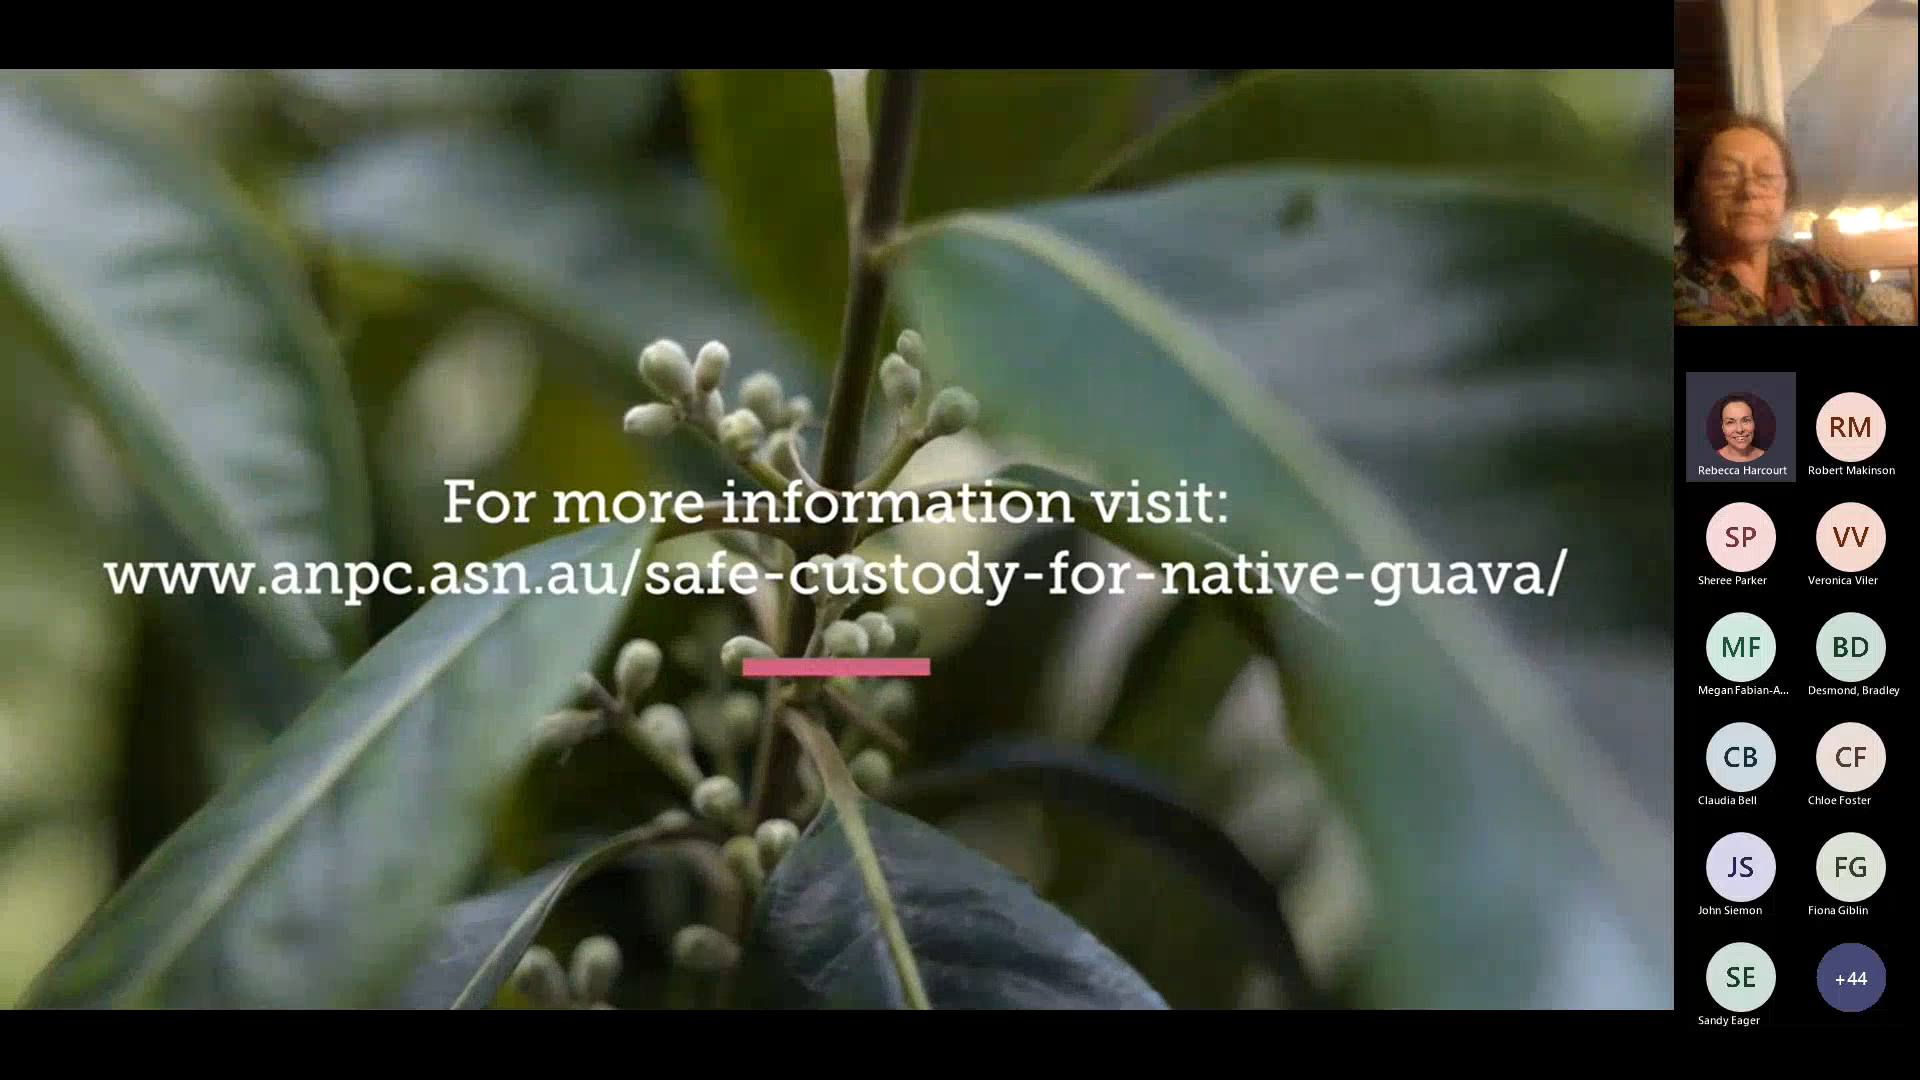 For more information visit:
www.anpc.asn.au/safe-custody-for-native-guava/
Rebecca Harcourt
RM
Robert Makinson
SP
Sheree Parker
VV
Veronica Viler
MF
Megan Fabian-A...
BD
Desmond, Bradley
CB
Claudia Bell
CF
Chloe Foster
JS
John Siemon
FG
Fiona Giblin
SE
Sandy Eager
+44